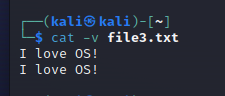 ┌──(kali㉿kali)-[~]
└─$ cat -v file3.txt
I love OS!
I love OS!